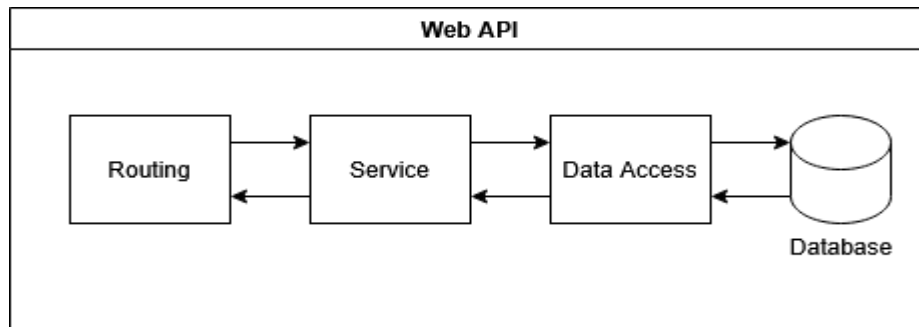 Web API
Routing
Service
Data Access
Database